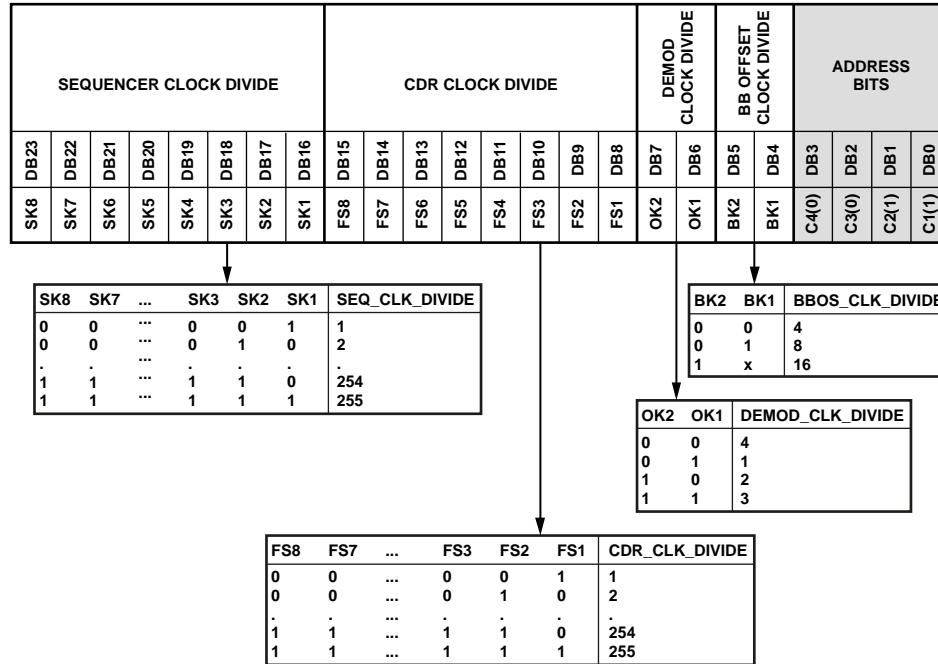 SEQUENCER CLOCK DIVIDE
CDR CLOCK DIVIDE
DEMOD
CLOCK DIVIDE
BB OFFSET
CLOCK DIVIDE
ADDRESS
BITS
DB23 DB22 DB21 DB20 DB19 DB18 DB17 DB16 DB15 DB14 DB13 DB12 DB11 DB10 DB9 DB8 DB7 DB6 DB5 DB4 DB3 DB2 DB1 DB0
SK8 SK7 SK6 SK5 SK4 SK3 SK2 SK1 FS8 FS7 FS6 FS5 FS4 FS3 FS2 FS1 OK2 OK1 BK2 BK1 C4(0) C3(0) C2(1) C1(1)
SK8 SK7 ... SK3 SK2 SK1 SEQ_CLK_DIVIDE
0 0 ... 0 0 1 1
0 0 ... 0 1 0 2
. . ... . . . .
1 1 ... 1 1 0 254
1 1 ... 1 1 1 255
BK2 BK1 BBOS_CLK_DIVIDE
0 0 4
0 1 8
1 x 16
OK2 OK1 DEMOD_CLK_DIVIDE
0 0 4
0 1 1
1 0 2
1 1 3
FS8 FS7 ... FS3 FS2 FS1 CDR_CLK_DIVIDE
0 0 ... 0 0 1 1
0 0 ... 0 1 0 2
. . ... . . . .
1 1 ... 1 1 0 254
1 1 ... 1 1 1 255